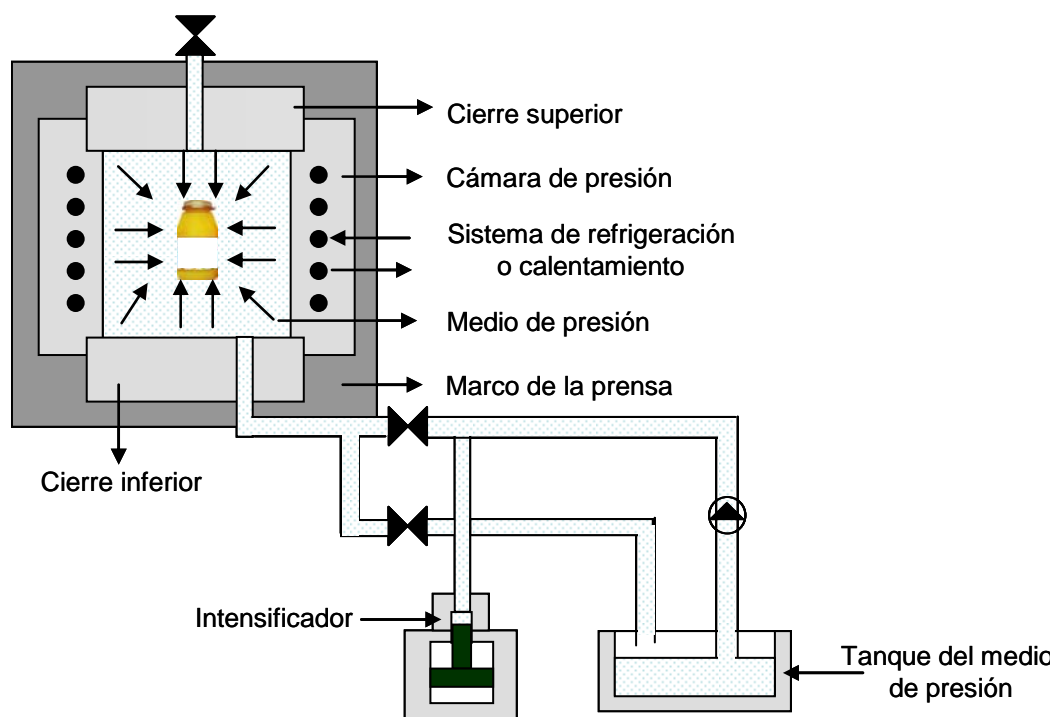 Cierre superior
Cámara de presión
Sistema de refrigeración
o calentamiento
Medio de presión
Marco de la prensa
Cierre inferior
Intensificador
Tanque del medio
de presión